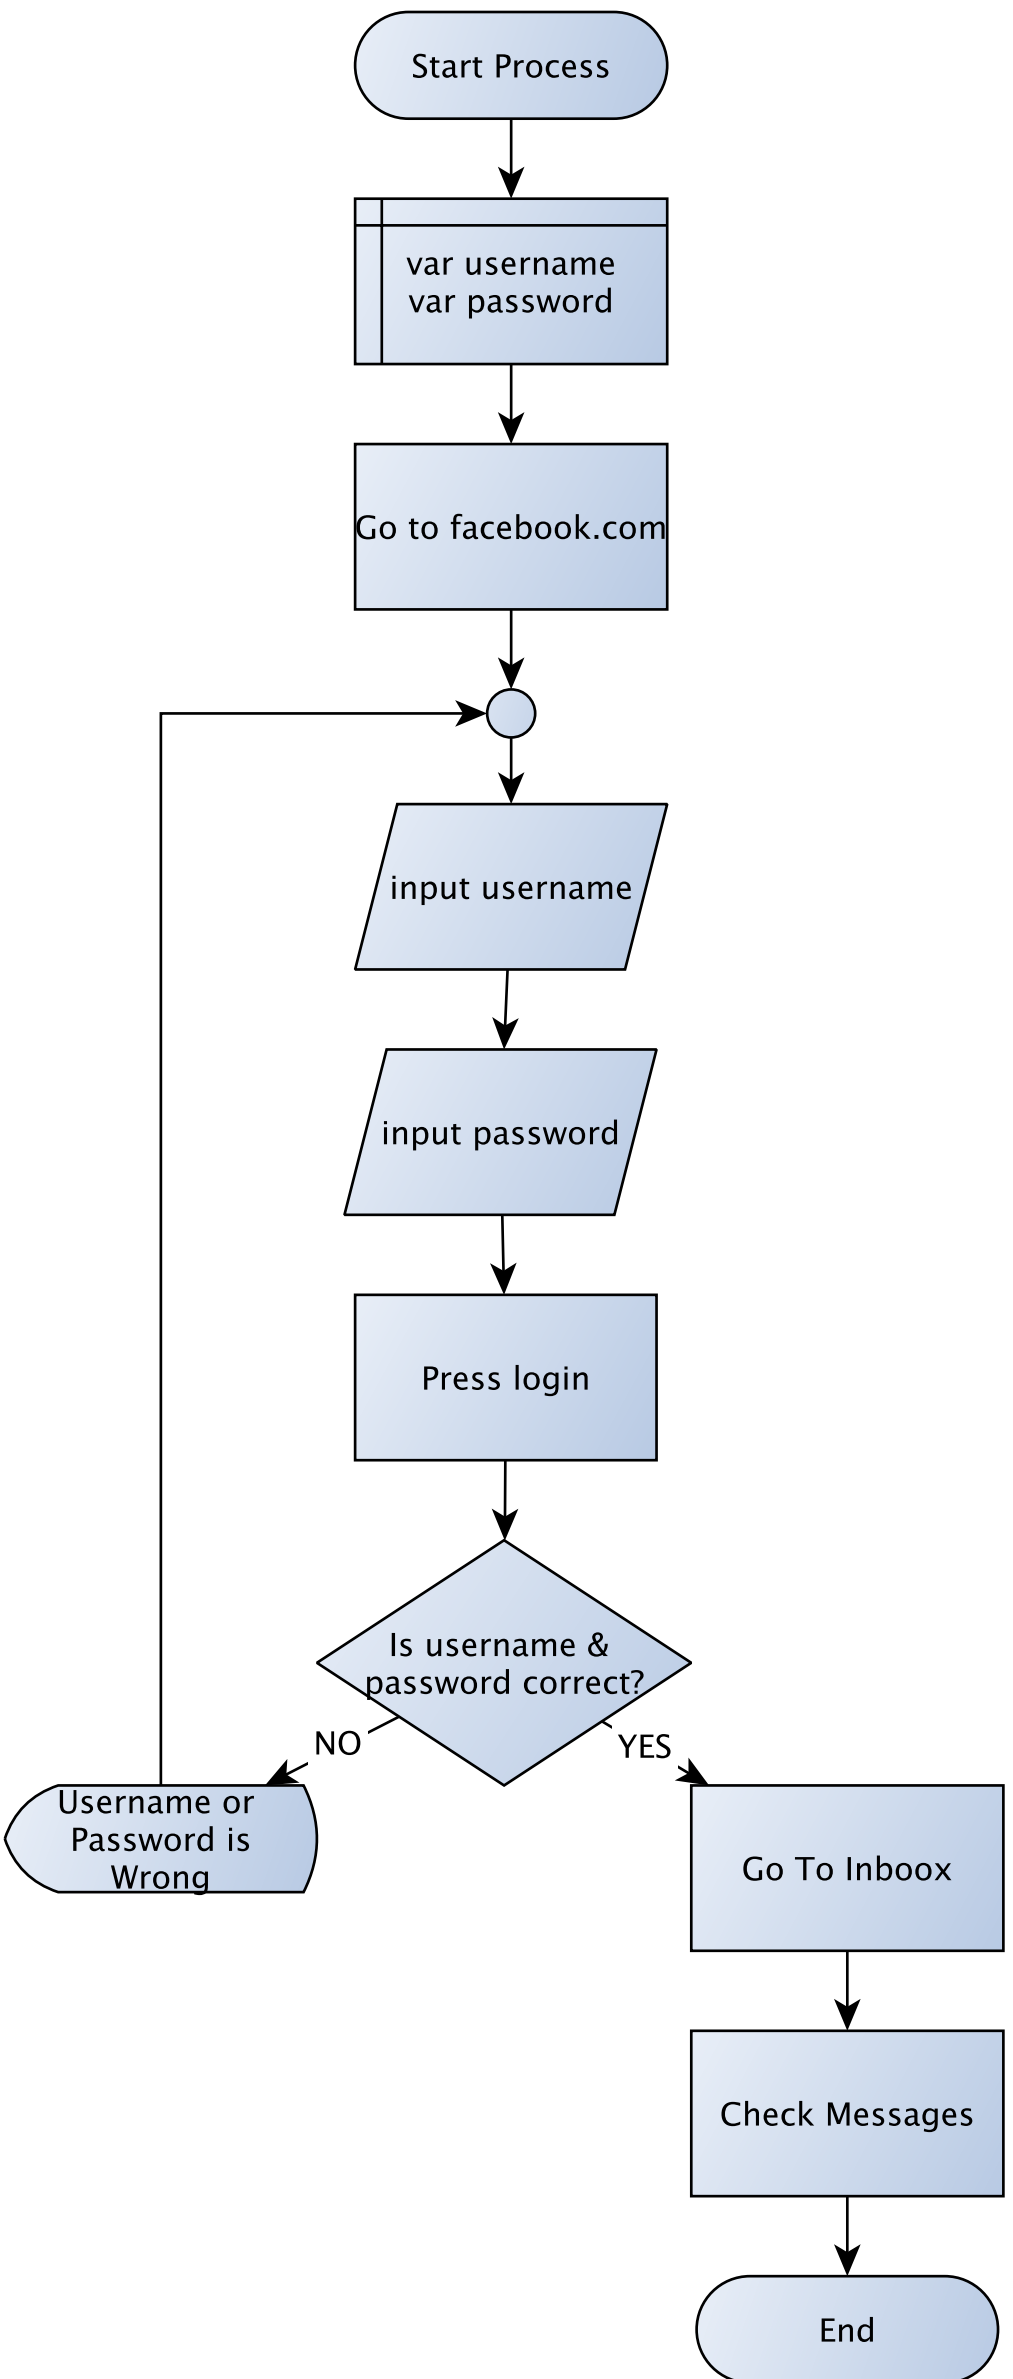 Start Process
var username
var password
Go to facebook.com
input username
input password
Press login
Is username &
password correct?
NO
YES
Username or
Password is
Wrong
Go To Inboox
Check Messages
End